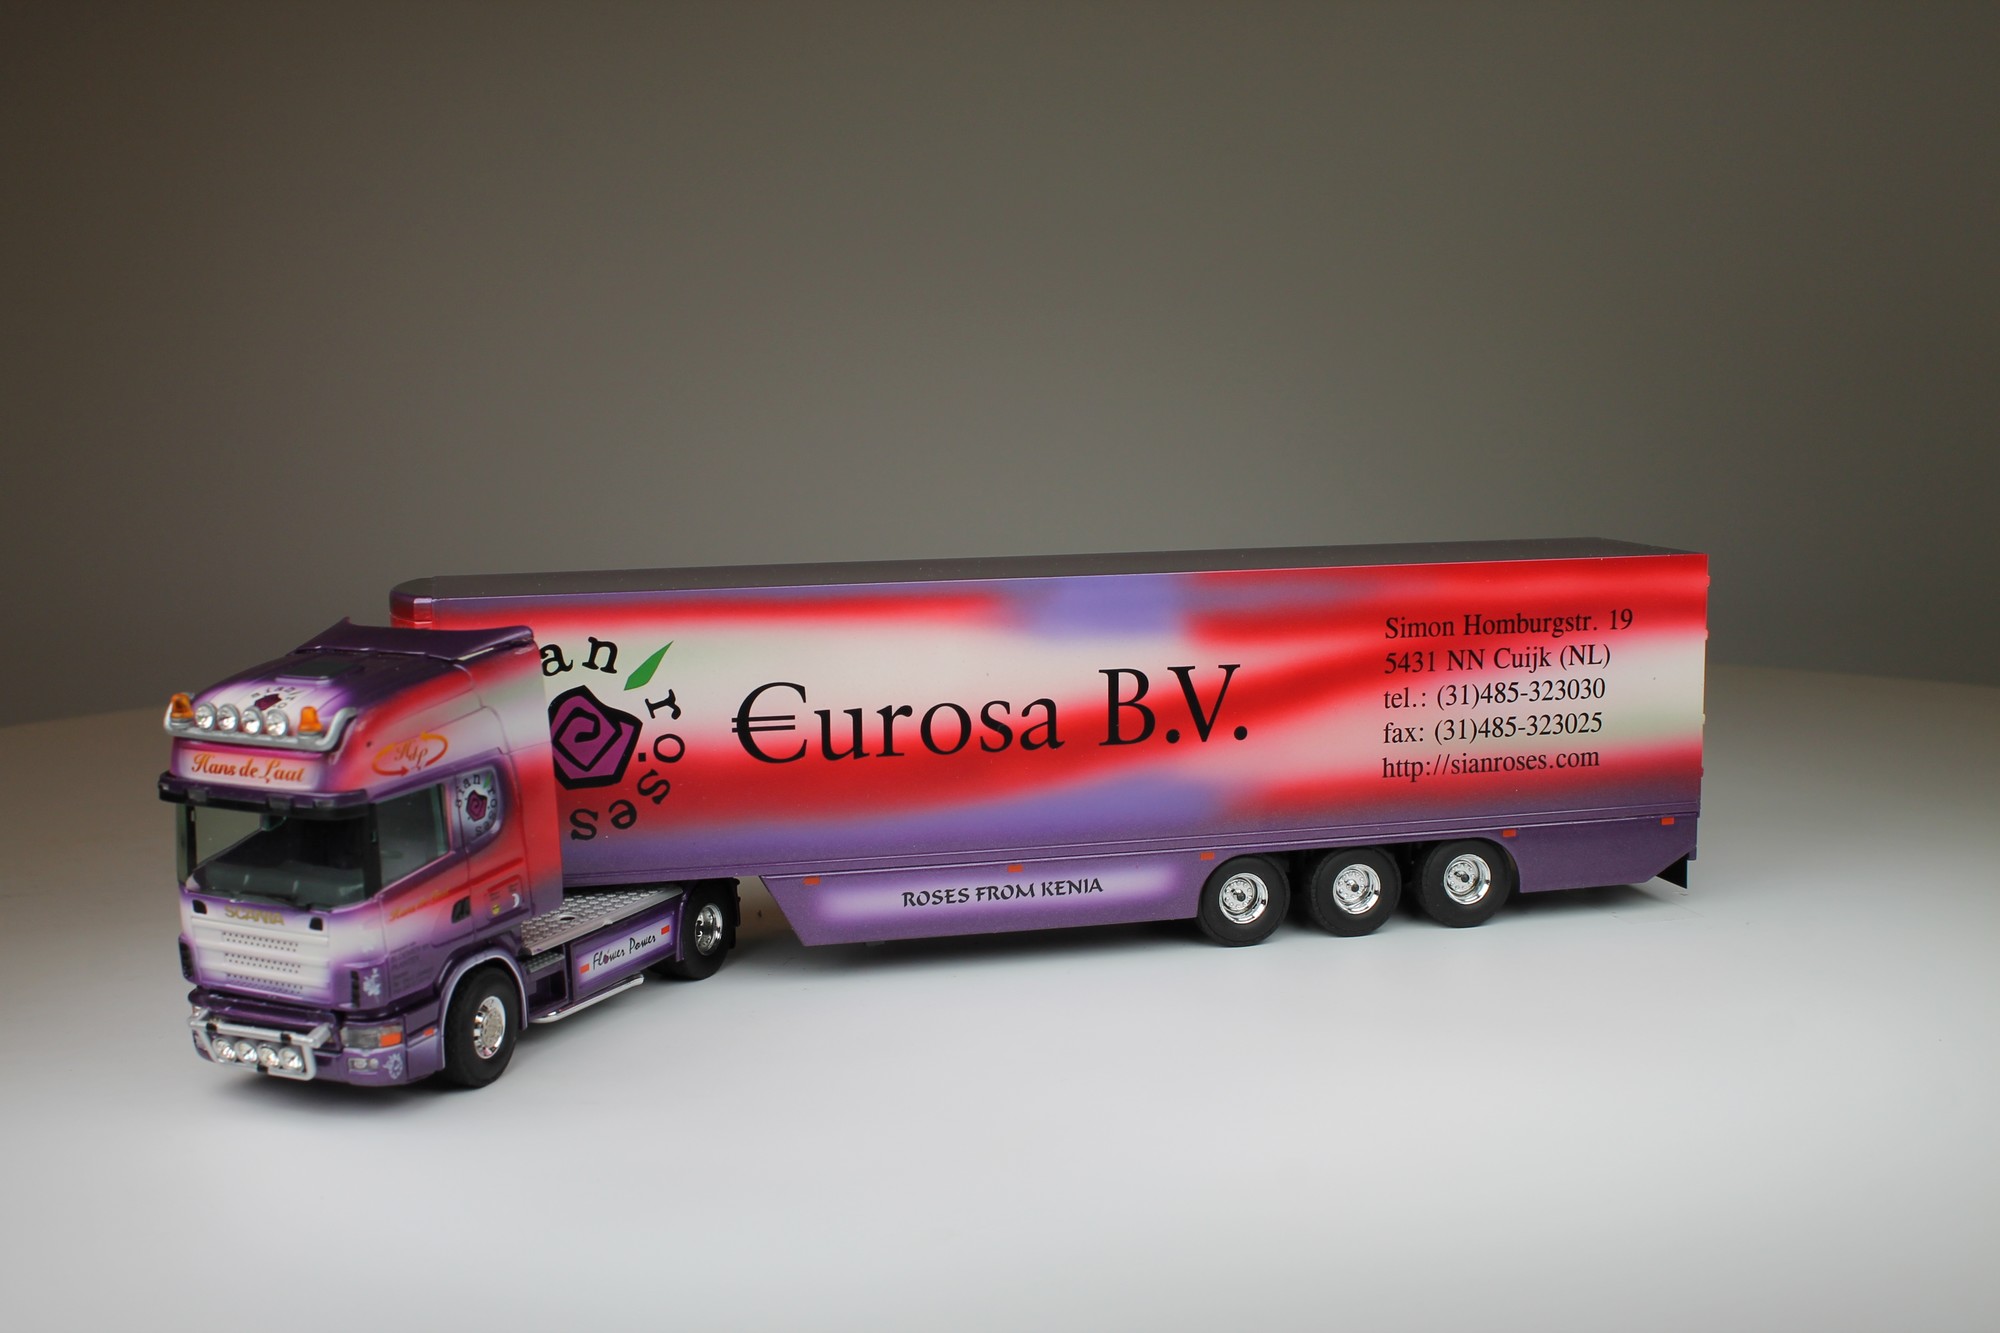 Hans de Laat
SCANIA
Flower Power
an
roses
€urosa B.V.
Simon Homburgstr. 19
5431 NN Cuijk (NL)
tel.: (31)485-323030
fax: (31)485-323025
http://sianroses.com
ROSES FROM KENIA